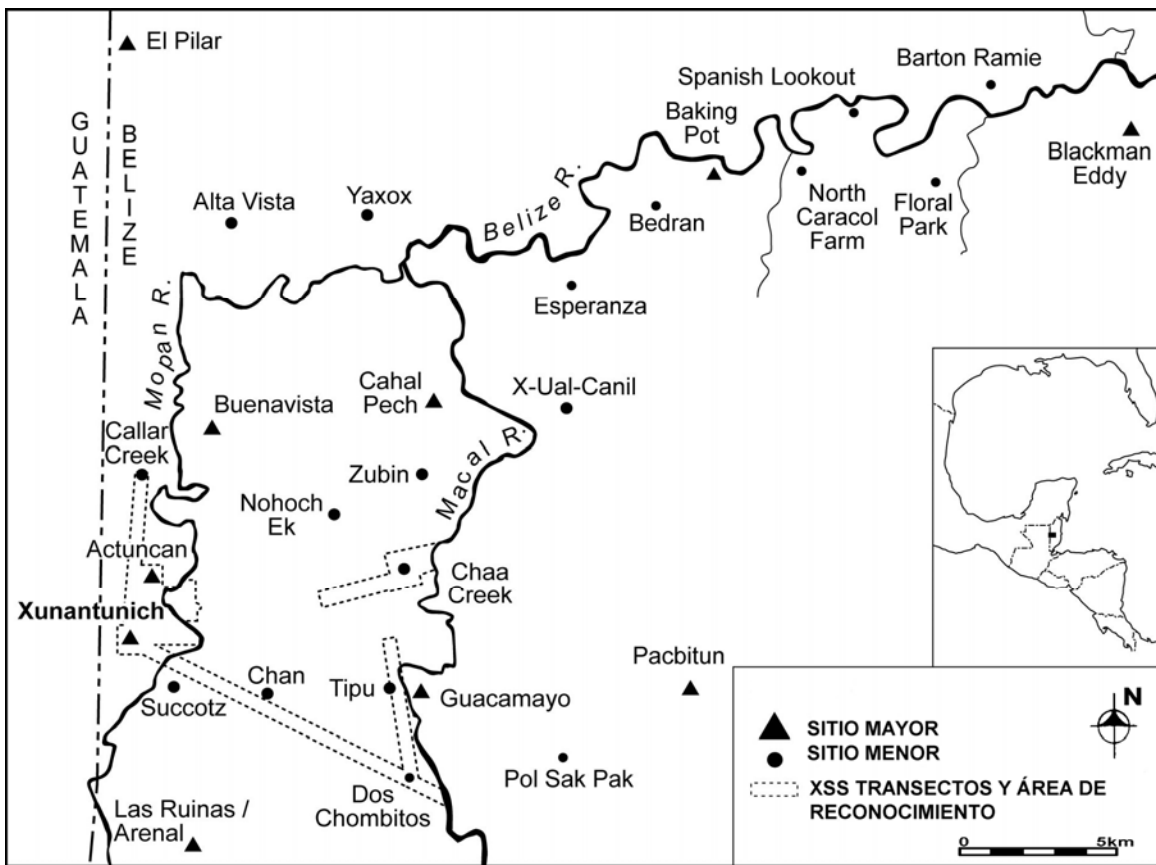 El Pilar
GUATEMALA
BELIZE
Barton Ramie
Spanish Lookout
Baking
Pot
Blackman
Eddy
Alta Vista
Yaxox
Belize R.
Bedran
North
Caracol
Farm
Floral
Park
Esperanza
Mopan R.
Buenavista
Cahal
Pech
X-Ual-Canil
Callar
Creek
Zubin
Macal R.
Nohoch
Ek
Actuncan
Chaa
Creek
Xunantunich
Pacbitun
Succotz
Chan
Tipu
Guacamayo
Pol Sak Pak
Dos
Chombitos
Las Ruinas /
Arenal
N
SITIO MAYOR
SITIO MENOR
XSS TRANSECTOS Y ÁREA DE
RECONOCIMIENTO
0 5km